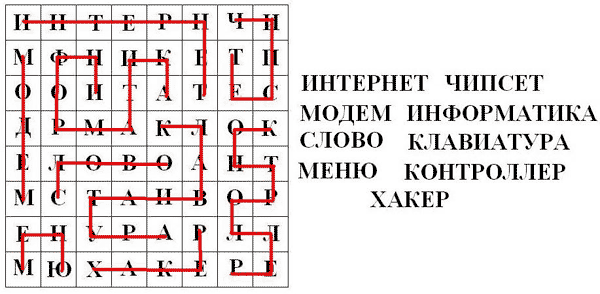 И Н Т Е Р Н Ч И
М Ф Н И К Е Т П
О О И Т А Т Е С
Д Р М А К Л О К
Е Л О В О А Н Т
М С Т А И В О Р
Е Н У Р А Р Л Л
М Ю Х А К Е Р Е
ИНТЕРНЕТ ЧИПСЕТ
МОДЕМ ИНФОРМАТИКА
СЛОВО КЛАВИАТУРА
МЕНЮ КОНТРОЛЛЕР
ХАКЕР